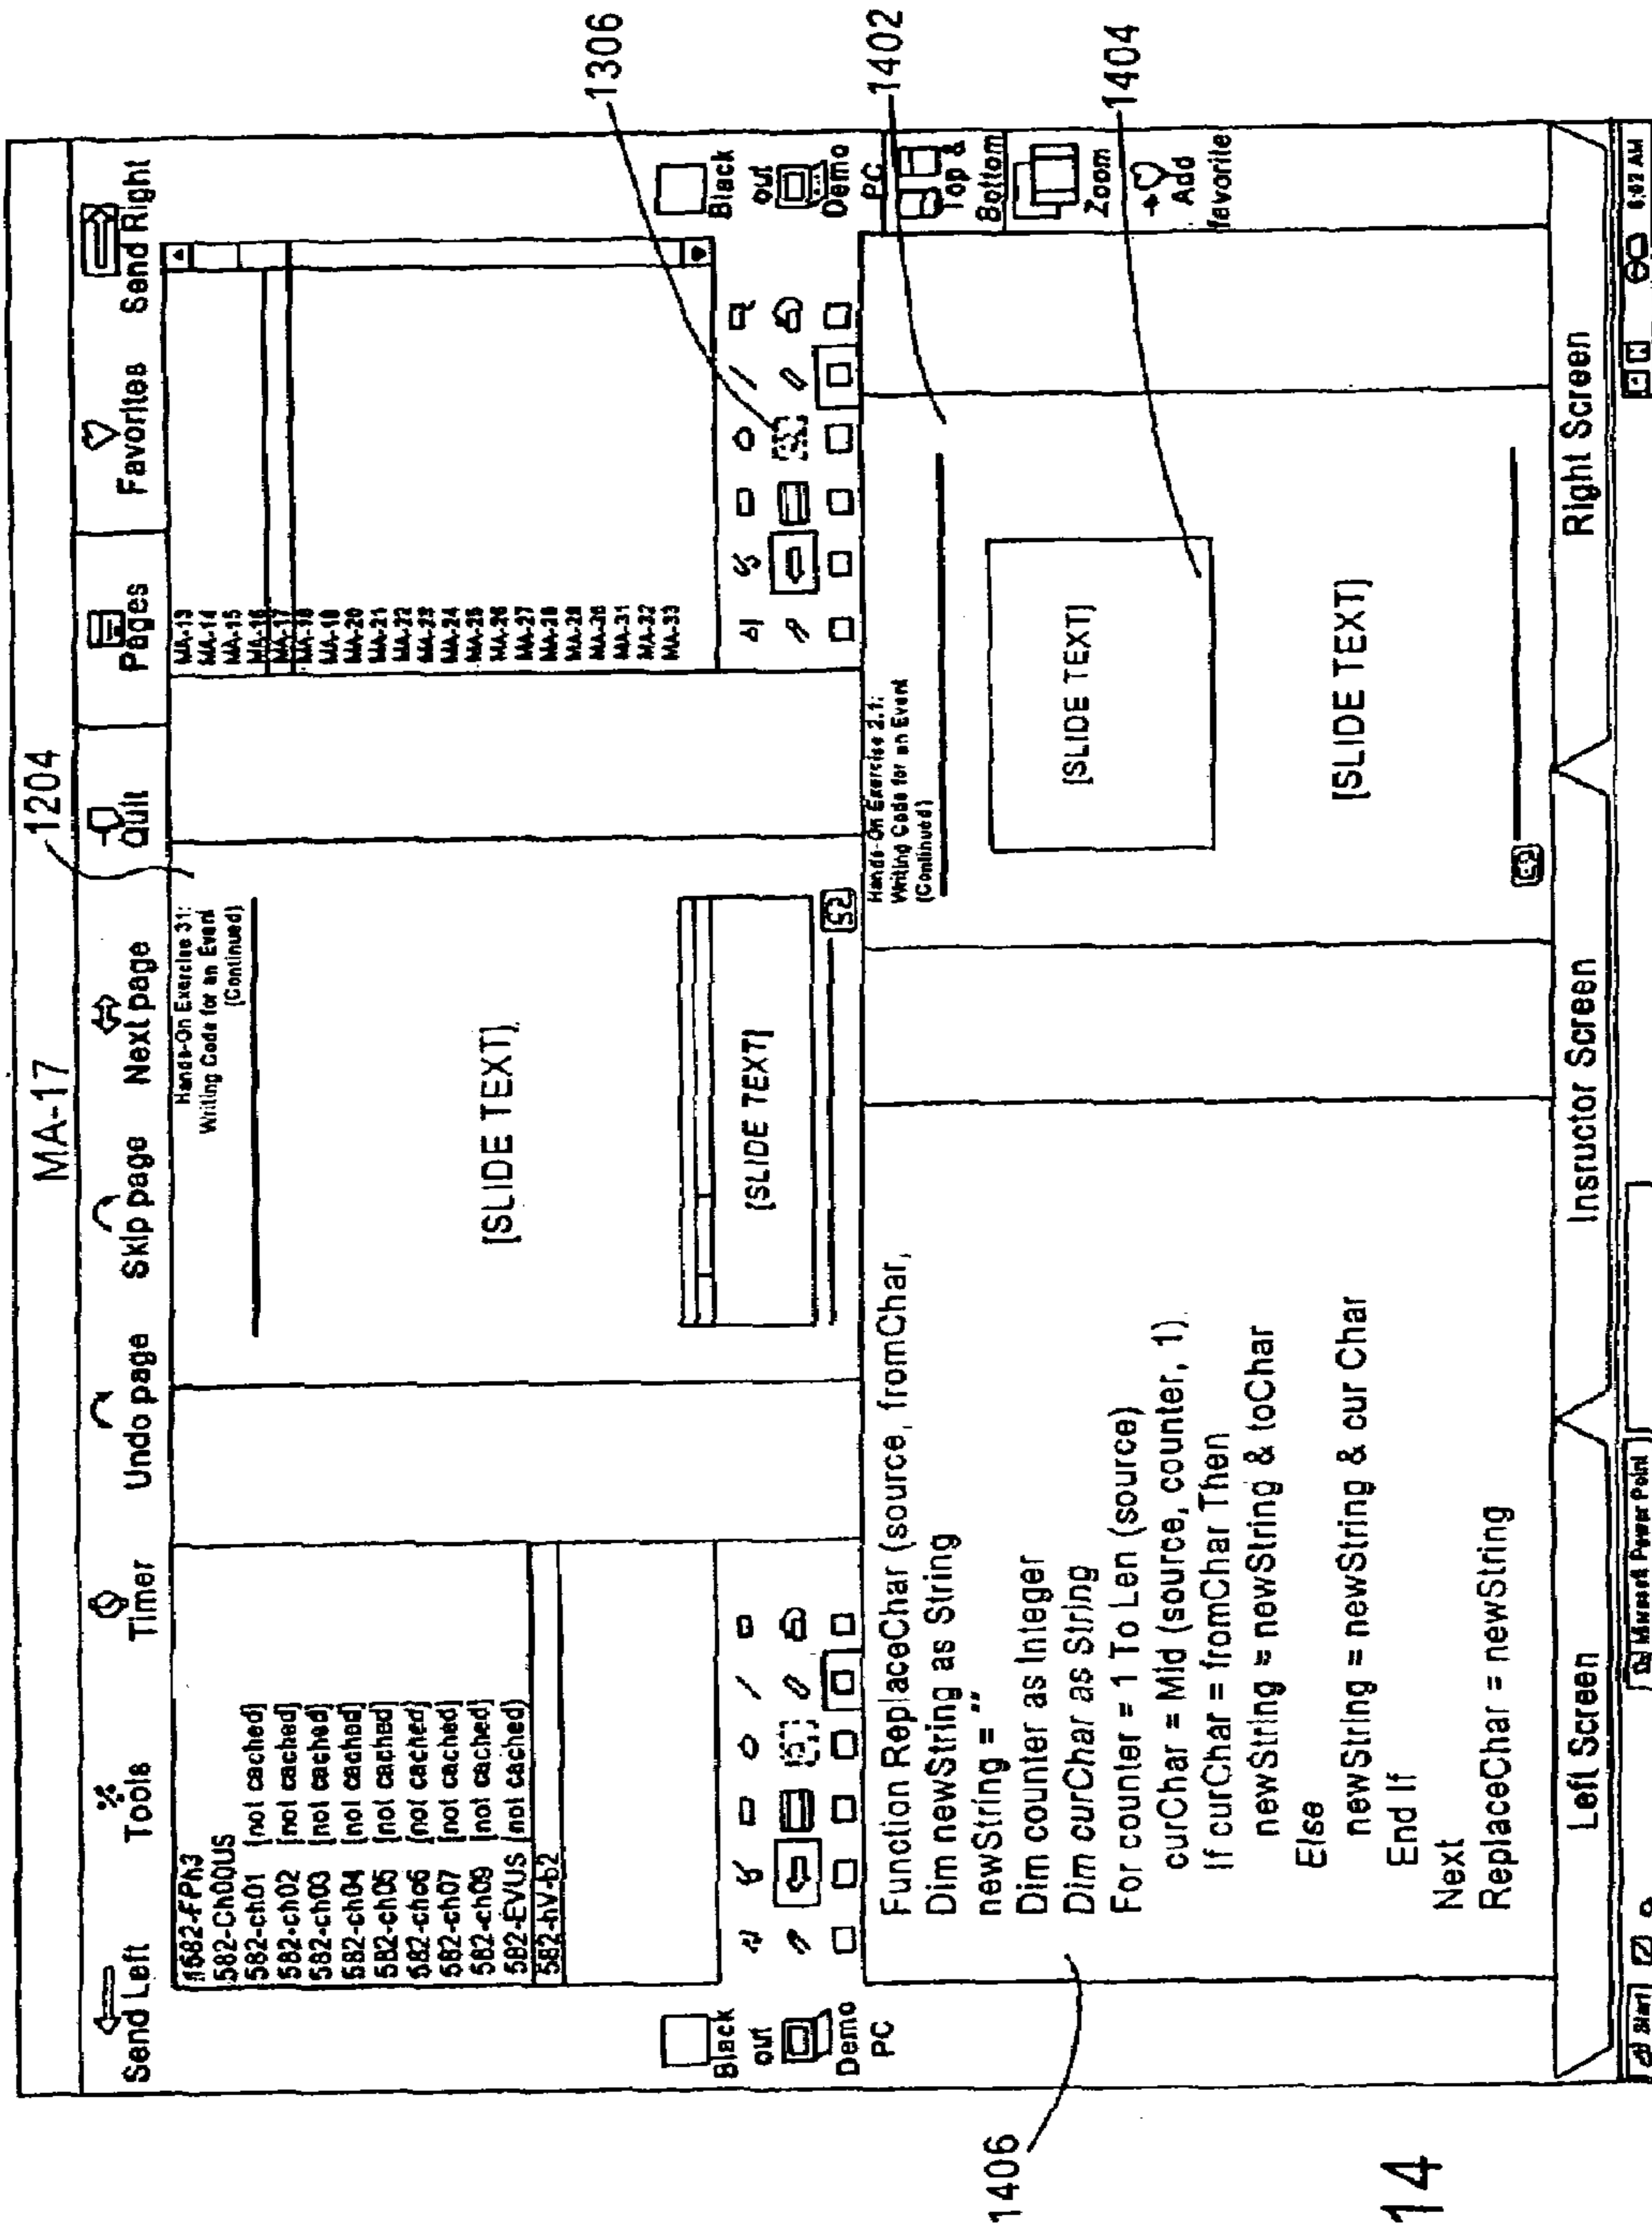 MA-17
1204
Send Left
Tools
Timer
Undo page
Skip page
Next page
Quit
Pages
Favorites
Send Right
582-Ch00US
582-ch01 [not cached]
582-ch02 [not cached]
582-ch03 [not cached]
582-ch04 [not cached]
582-ch05 [not cached]
582-cho6 [not cached]
582-ch07 [not cached]
582-ch09 [not cached]
582-EVUS [not cached]
582-hV-b2
Hands-On Exercise 31:
Writing Code for an Event
(Continued)
[SLIDE TEXT]
[SLIDE TEXT]
52
MA-13
MA-14
MA-15
MA-16
MA-17
MA-18
MA-19
MA-20
MA-21
MA-22
MA-23
MA-24
MA-25
MA-26
MA-27
MA-28
MA-29
MA-30
MA-31
MA-32
MA-33
Black
out
Demo
PC
Black
out
Demo
PC
1306
Top &
Bottom
Zoom
Add
favorite
1402
1404
1406
Function ReplaceChar (source, fromChar,
Dim newString as String
newString = "
Dim counter as Integer
Dim curChar as String
For counter = 1 To Len (source)
curChar = Mid (source, counter, 1)
If curChar = fromChar Then
newString = newString & toChar
Else
newString = newString & cur Char
End If
Next
ReplaceChar = newString
Hands-On Exercise 2.1:
Writing Code for an Event
(Continued)
[SLIDE TEXT]
[SLIDE TEXT]
Left Screen
Insructor Screen
Right Screen
Start
Power Point
6:02 AM
14